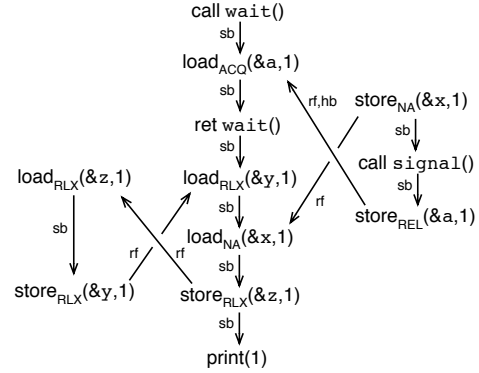 call wait()
sb
load_ACQ(&a,1)
sb
rf,hb
store_NA(&x,1)
sb
ret wait()
sb
call signal()
sb
load_RLX(&z,1)
load_RLX(&y,1)
rf
store_REL(&a,1)
sb
sb
load_NA(&x,1)
rf
rf
sb
store_RLX(&y,1)
store_RLX(&z,1)
sb
print(1)